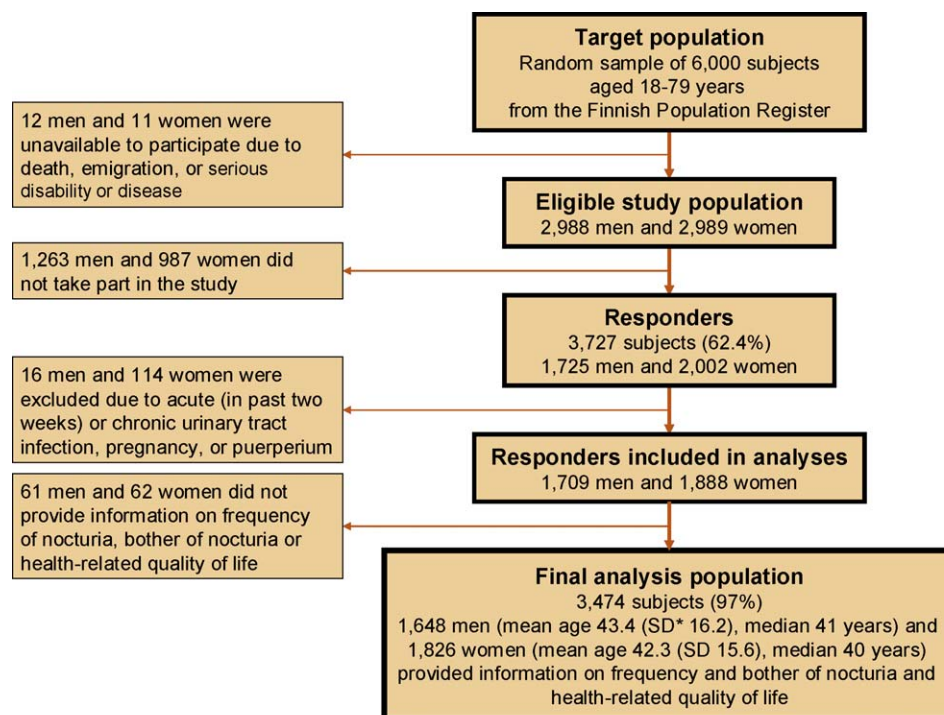 Target population
Random sample of 6,000 subjects
aged 18-79 years
from the Finnish Population Register
12 men and 11 women were
unavailable to participate due to
death, emigration, or serious
disability or disease
Eligible study population
2,988 men and 2,989 women
1,263 men and 987 women did
not take part in the study
Responders
3,727 subjects (62.4%)
1,725 men and 2,002 women
16 men and 114 women were
excluded due to acute (in past two
weeks) or chronic urinary tract
infection, pregnancy, or puerperium
Responders included in analyses
1,709 men and 1,888 women
61 men and 62 women did not
provide information on frequency
of nocturia, bother of nocturia or
health-related quality of life
Final analysis population
3,474 subjects (97%)
1,648 men (mean age 43.4 (SD* 16.2), median 41 years) and
1,826 women (mean age 42.3 (SD 15.6), median 40 years)
provided information on frequency and bother of nocturia and
health-related quality of life